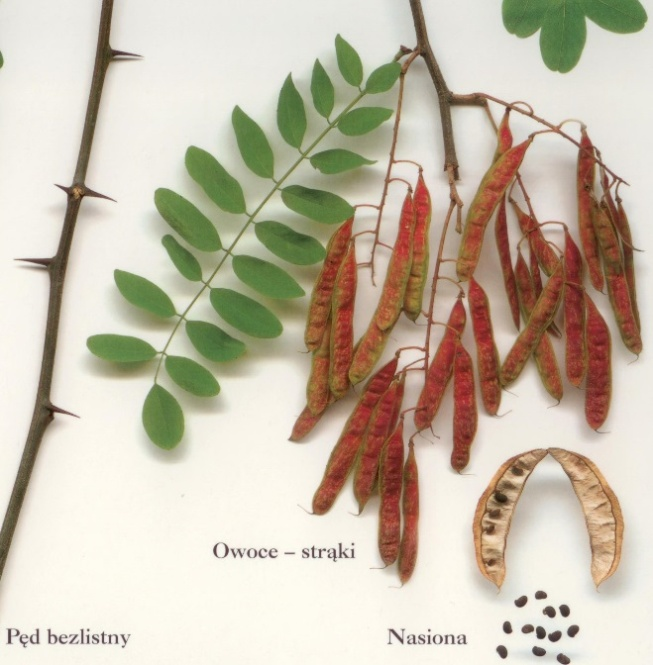 Owoce – strąki
Pęd bezlistny
Nasiona